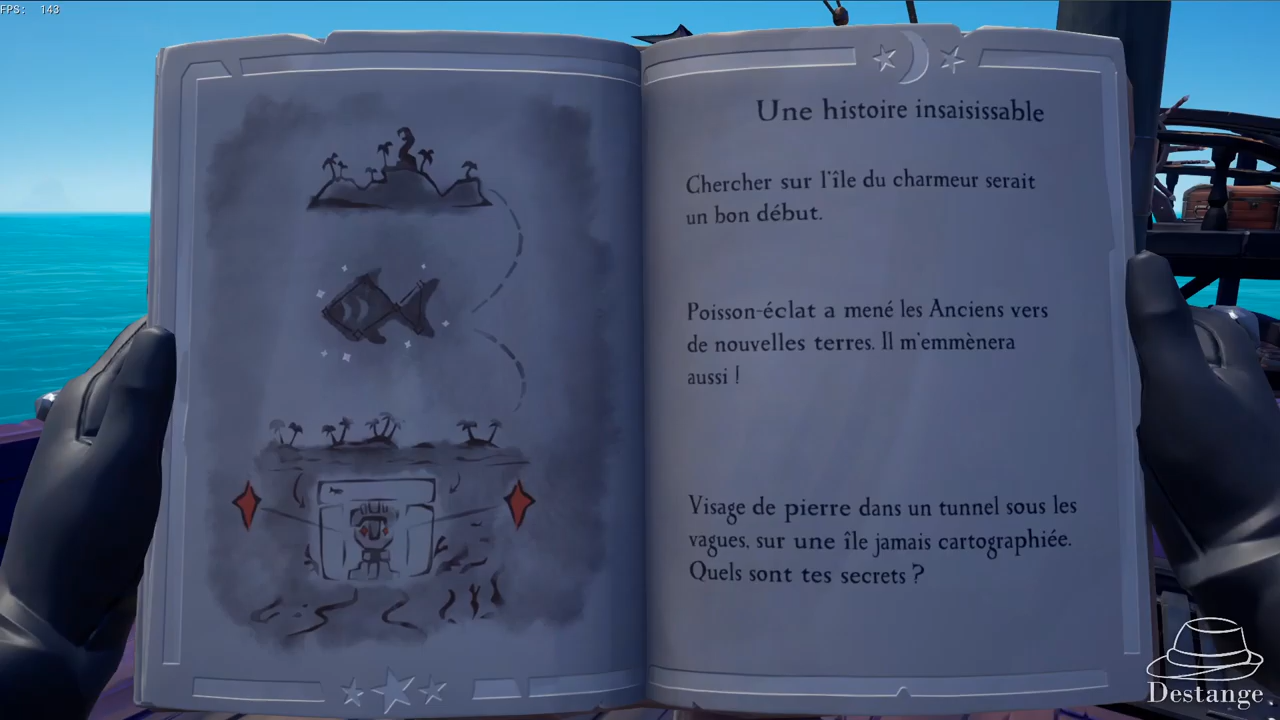 FPS: 143
Une histoire insaisissable
Chercher sur l'île du charmeur serait
un bon début.
Poisson-éclat a mené les Anciens vers
de nouvelles terres. Il m'emmènera
aussi !
Visage de pierre dans un tunnel sous les
vagues, sur une île jamais cartographiée.
Quels sont tes secrets ?
Destange